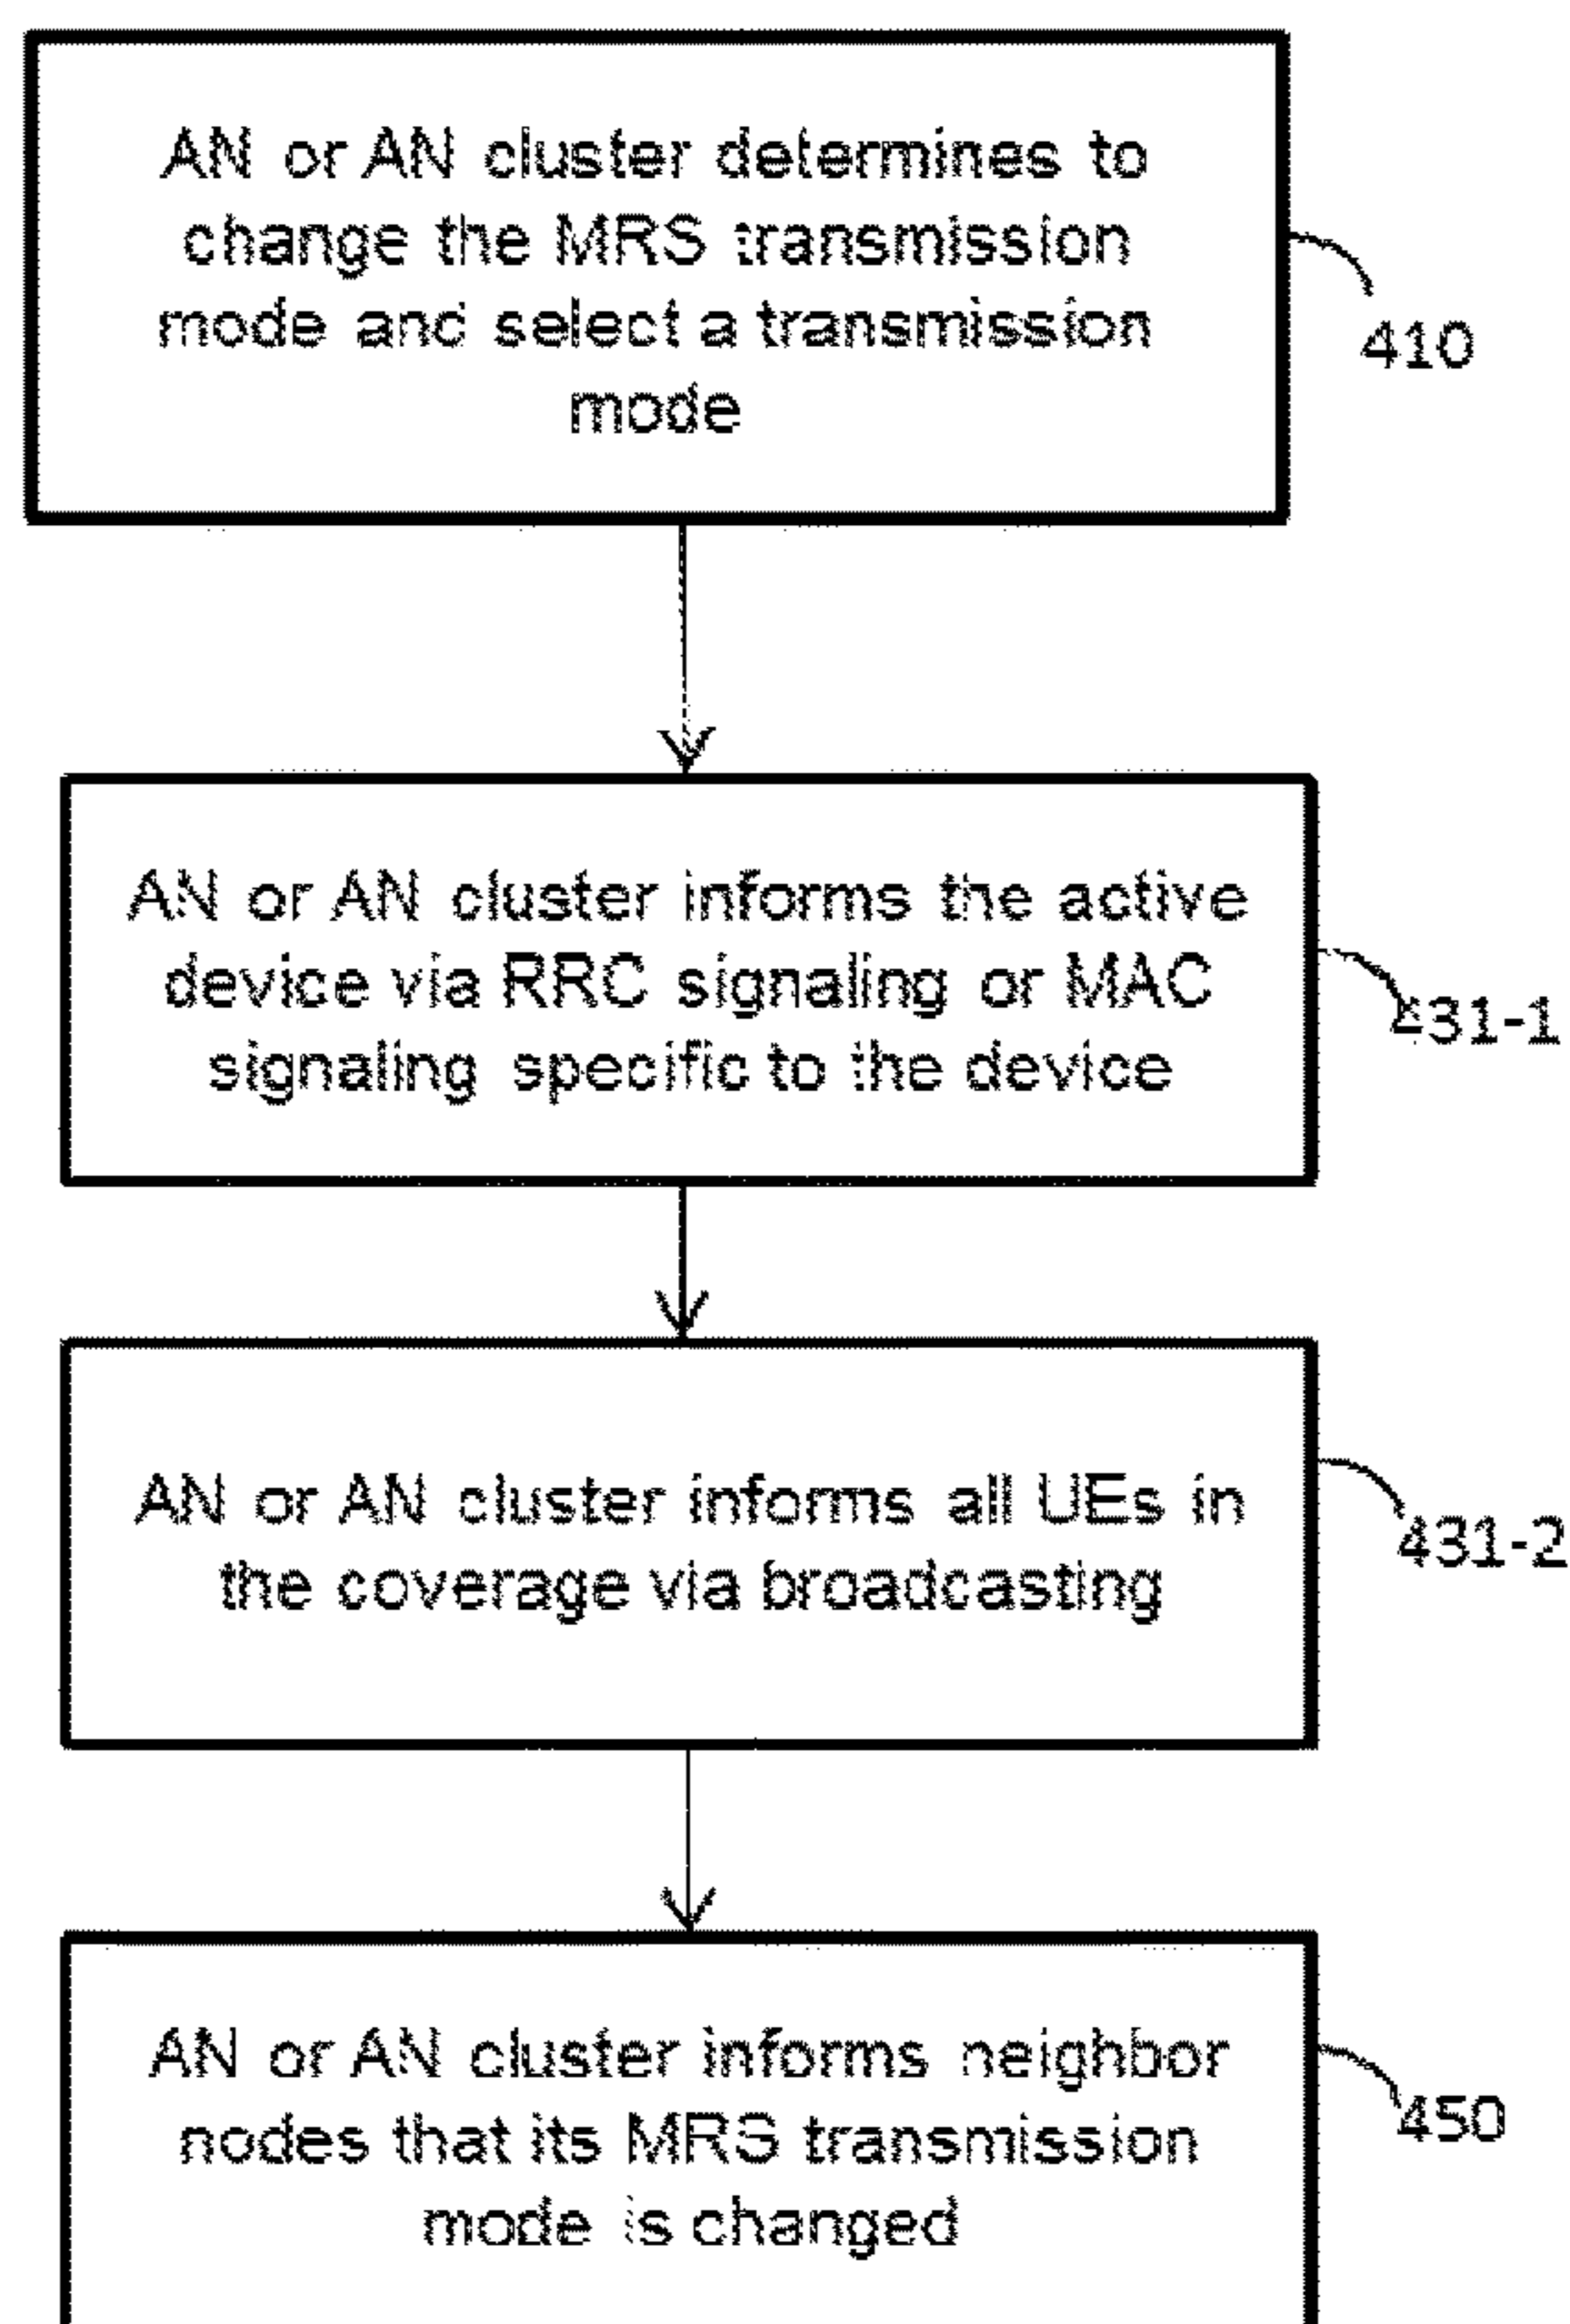 AN or AN cluster determines to
change the MRS transmission
mode and select a transmission
mode
410
AN or AN cluster informs the active
device via RRC signaling or MAC
signaling specific to the device
431-1
AN or AN cluster informs all UEs in
the coverage via broadcasting
431-2
AN or AN cluster informs neighbor
nodes that its MRS transmission
mode is changed
450